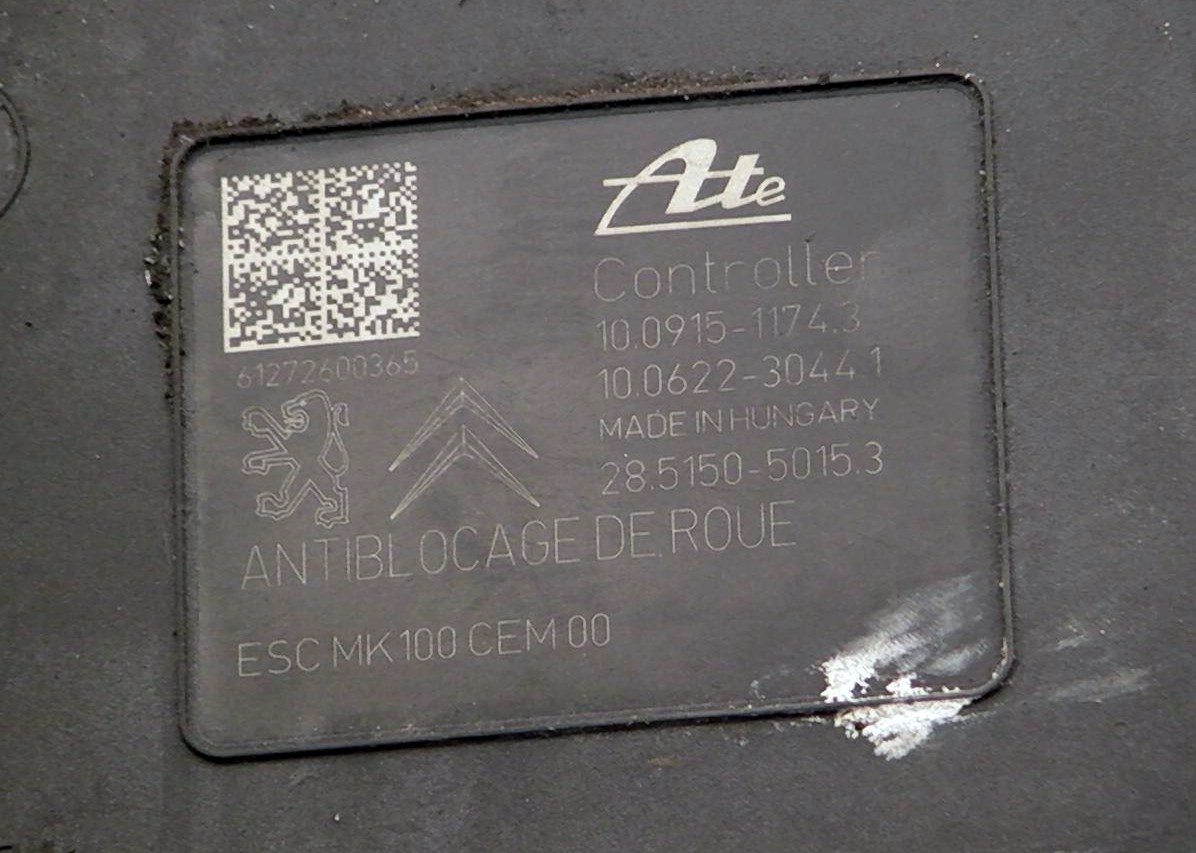 Ate
Controller
10.0915-1174.3
10.0622-3044.1
MADE IN HUNGARY
28.5150-5015.3
61272600365
ANTIBLOCAGE DE ROUE
ESC MK100 CEM 00